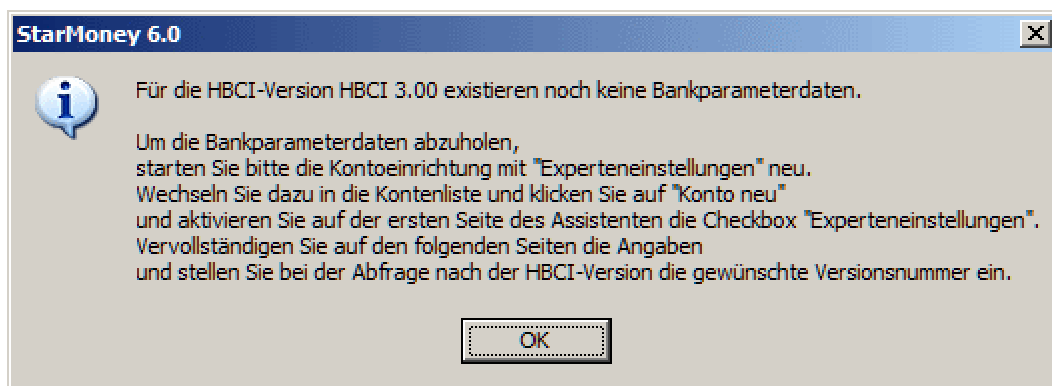 StarMoney 6.0
Für die HBCI-Version HBCI 3.00 existieren noch keine Bankparameterdaten.
Um die Bankparameterdaten abzuholen,
starten Sie bitte die Kontoeinrichtung mit "Experteneinstellungen" neu.
Wechseln Sie dazu in die Kontenliste und klicken Sie auf "Konto neu"
und aktivieren Sie auf der ersten Seite des Assistenten die Checkbox "Experteneinstellungen".
Vervollständigen Sie auf den folgenden Seiten die Angaben
und stellen Sie bei der Abfrage nach der HBCI-Version die gewünschte Versionsnummer ein.
OK